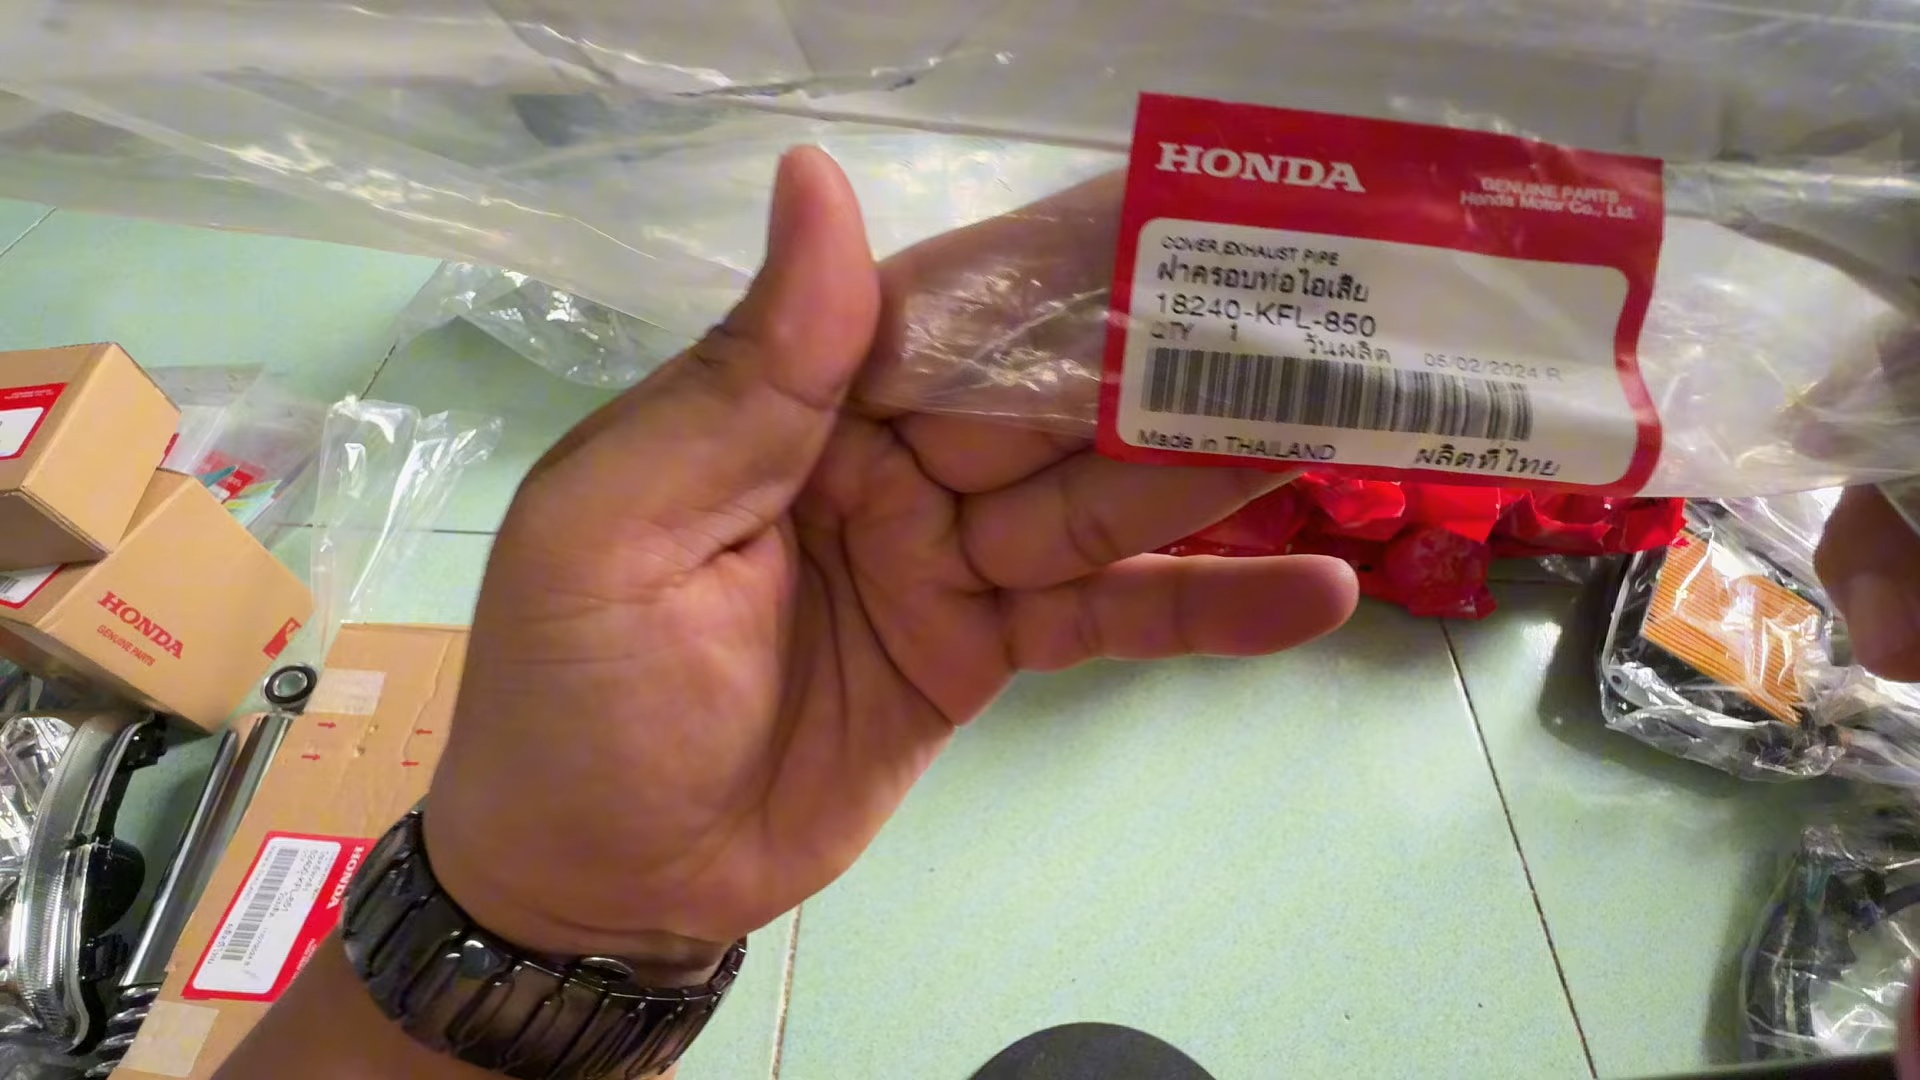 HONDA
GENUINE PARTS
Honda Motor Co., Ltd.
COVER,EXHAUST PIPE
ฝาครอบท่อไอเสีย
18240-KFL-850
QTY 1 วันผลิต 05/02/2024 R
Made in THAILAND ผลิตที่ไทย
HONDA
GENUINE PARTS
HONDA